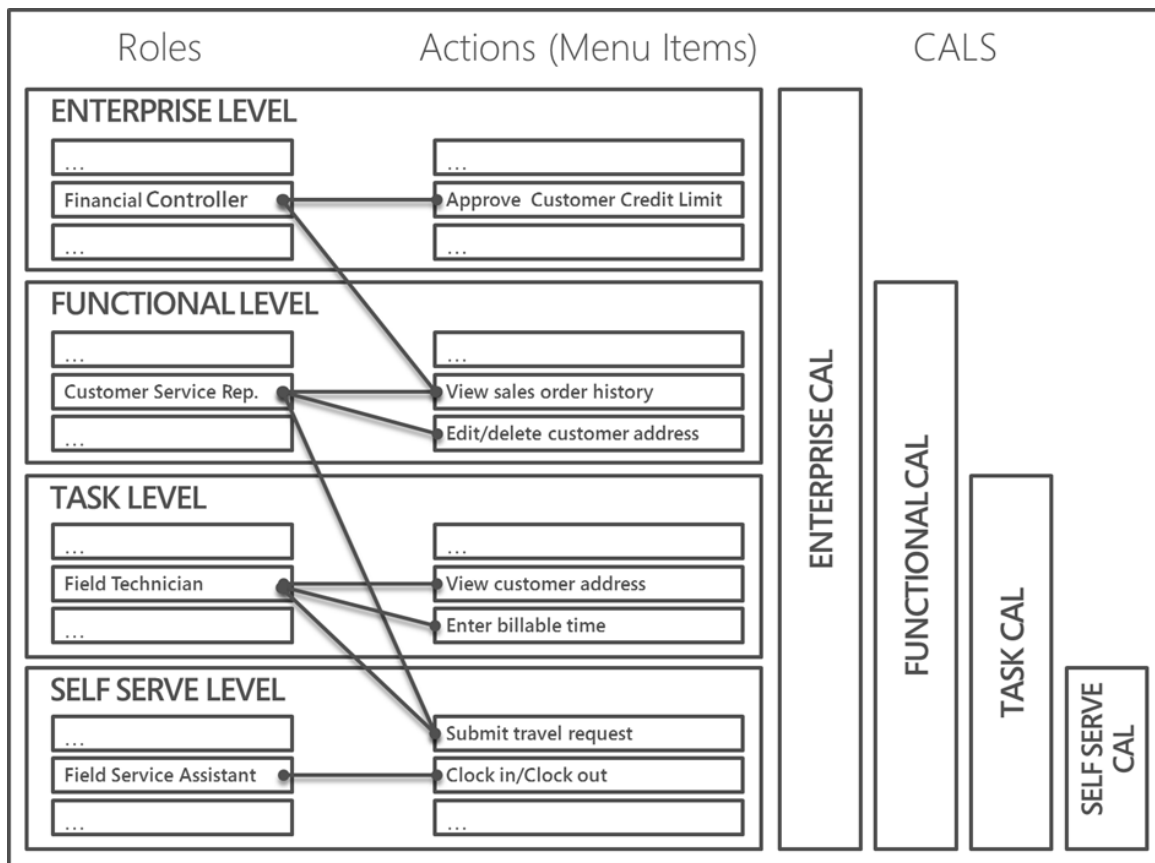 Roles
Actions (Menu Items)
CALS
ENTERPRISE LEVEL
...
...
Financial Controller
Approve Customer Credit Limit
...
...
FUNCTIONAL LEVEL
...
...
Customer Service Rep.
View sales order history
...
Edit/delete customer address
TASK LEVEL
...
...
Field Technician
View customer address
...
Enter billable time
SELF SERVE LEVEL
...
Submit travel request
Field Service Assistant
Clock in/Clock out
...
...
ENTERPRISE CAL
FUNCTIONAL CAL
TASK CAL
SELF SERVE
CAL